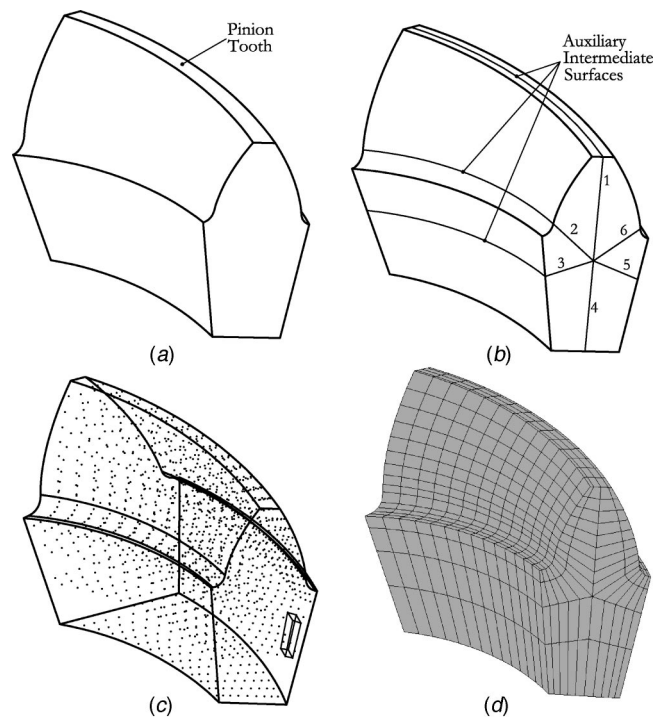 Pinion
Tooth
Auxiliary
Intermediate
Surfaces
1
2
6
3
5
4
(a)
(b)
(c)
(d)